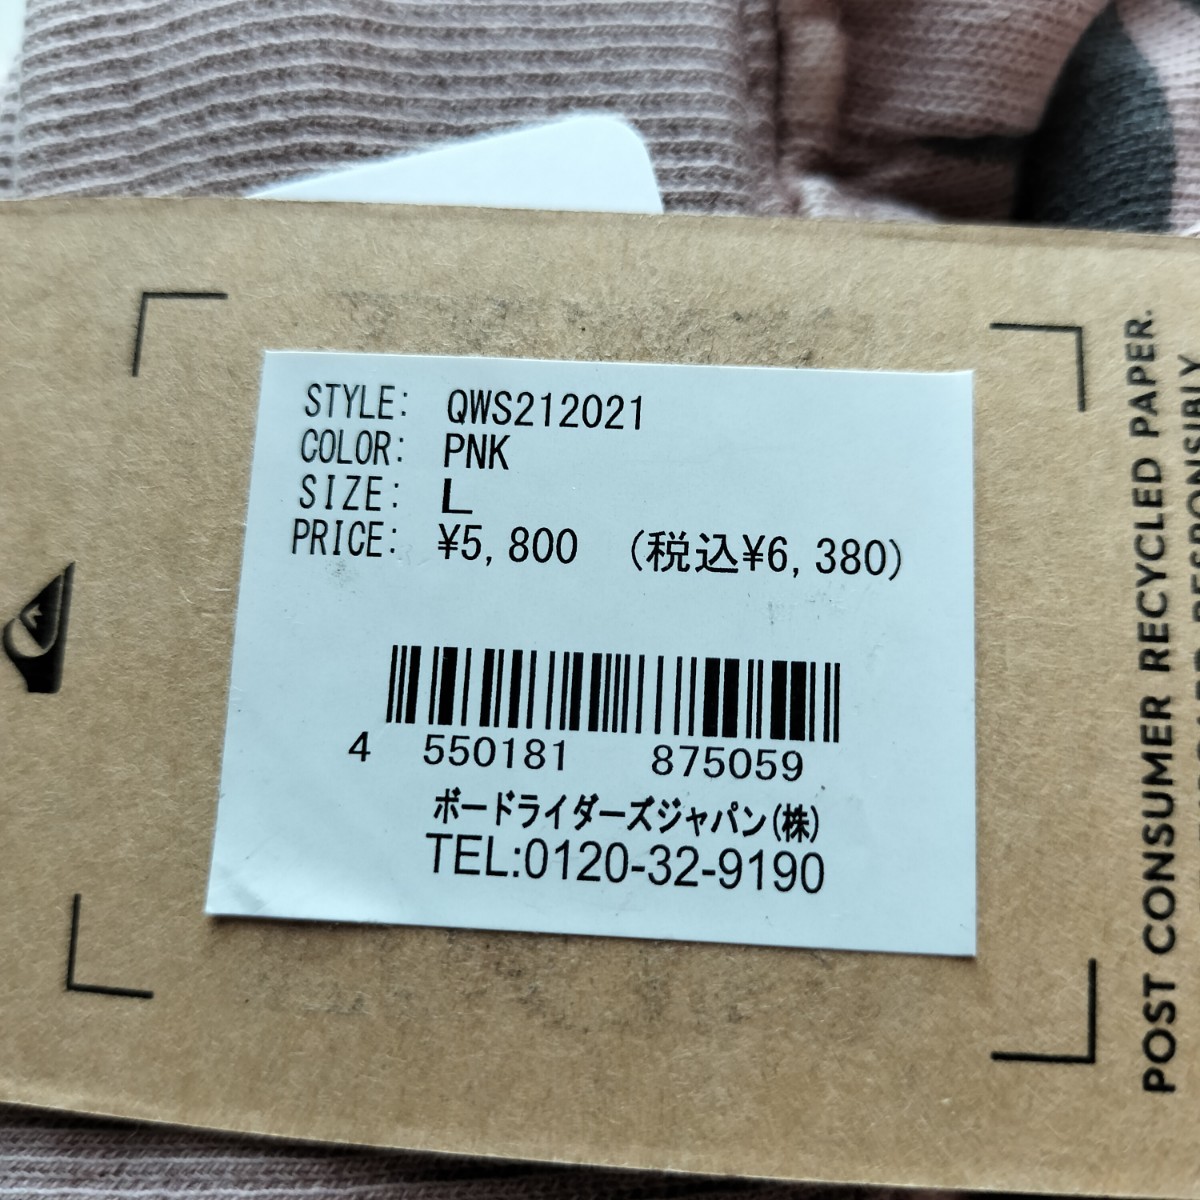 STYLE: QWS212021
COLOR: PNK
SIZE: L
PRICE: ¥5,800 (税込¥6,380)
4 550181 875059
ボードライダーズジャパン(株)
TEL:0120-32-9190
POST CONSUMER RECYCLED PAPER.
RESPONSIBLY